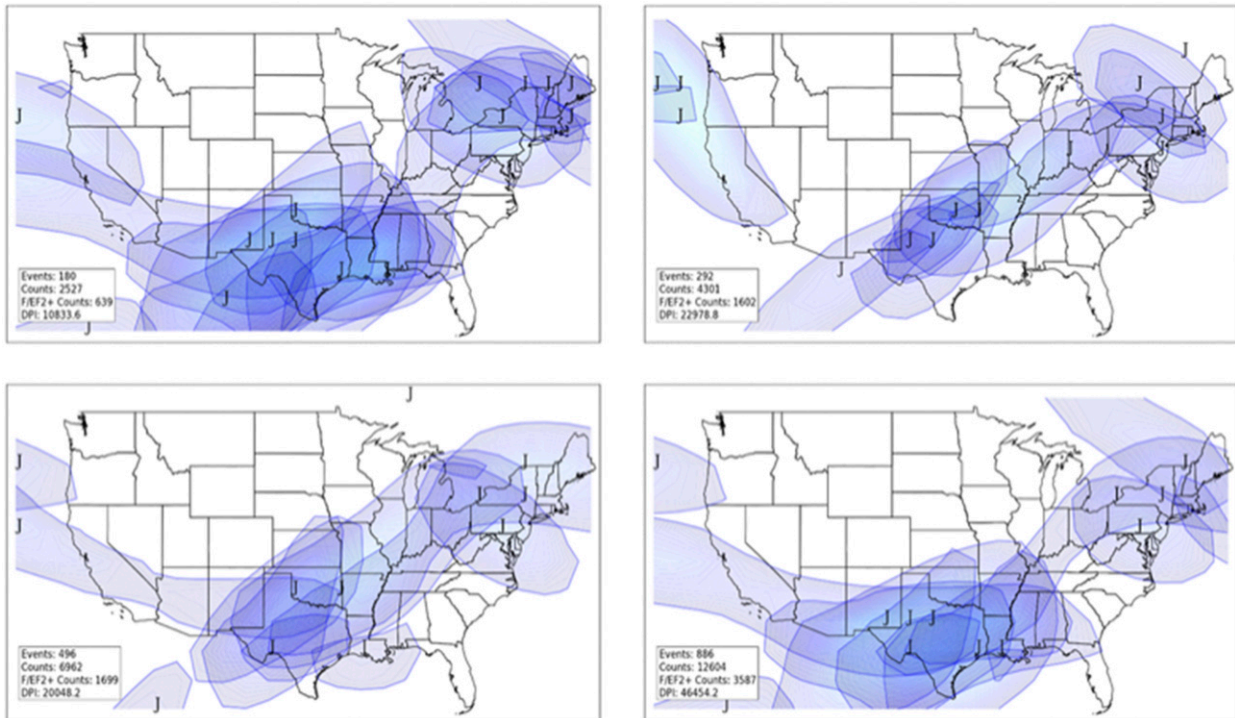 J
J
J
J
J
J
J
J
J
J
J
J
J
J
Events: 180
Counts: 2527
F/EF2+ Counts: 639
DPI: 10833.6
J
J
J
J
J
J
J
J
J
J
J
J
J
J
Events: 292
Counts: 4301
F/EF2+ Counts: 1602
DPI: 22978.8
J
J
J
J
J
J
J
J
J
J
J
Events: 496
Counts: 6962
F/EF2+ Counts: 1699
DPI: 20048.2
J
J
J
J
J
J
J
J
J
J
J
J
Events: 886
Counts: 12604
F/EF2+ Counts: 3587
DPI: 46454.2
J